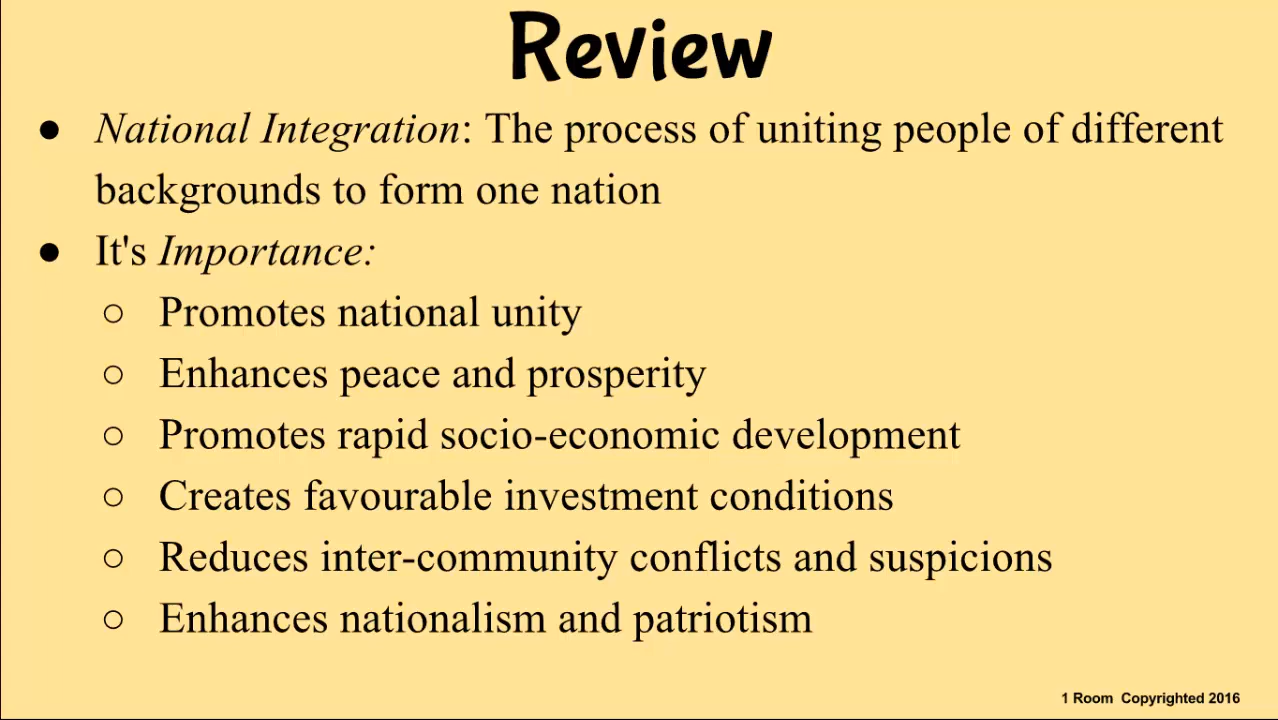 Review
● National Integration: The process of uniting people of different
backgrounds to form one nation
● It's Importance:
○ Promotes national unity
○ Enhances peace and prosperity
○ Promotes rapid socio-economic development
○ Creates favourable investment conditions
○ Reduces inter-community conflicts and suspicions
○ Enhances nationalism and patriotism
1 Room Copyrighted 2016